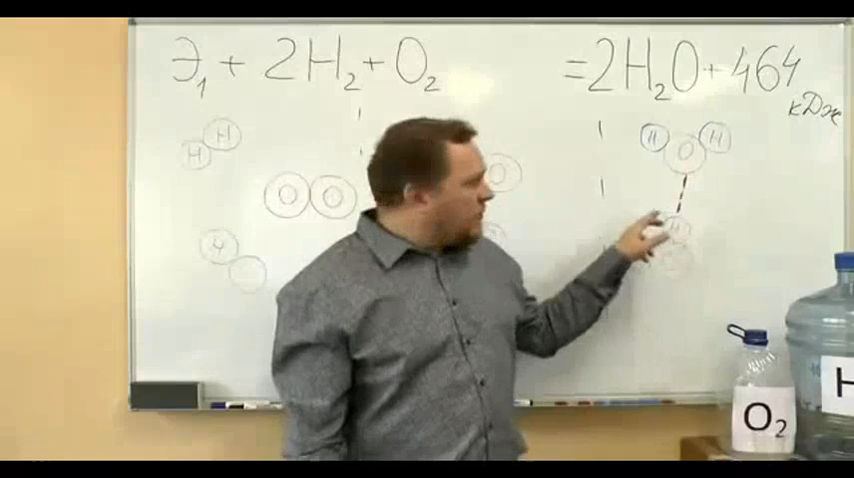 Э₁ + 2H₂ + O₂ = 2H₂O + 464
кДж
H H O H
H O O O
H H
O₂ H